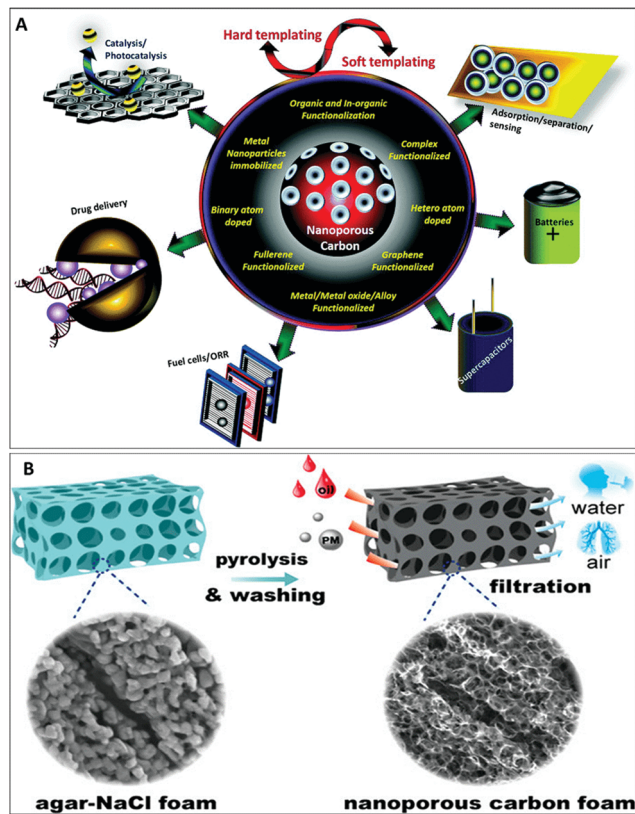 A
Hard templating
Soft templating
Catalysis/
Photocatalysis
Adsorption/separation/
sensing
Organic and In-organic
Functionalization
Metal
Nanoparticles
immobilized
Complex
Functionalized
Binary atom
doped
Hetero atom
doped
Nanoporous
Carbon
Fullerene
Functionalized
Graphene
Functionalized
Metal/Metal oxide/Alloy
Functionalized
Drug delivery
Batteries
+
Supercapacitors
Fuel cells/ORR
B
pyrolysis
& washing
oil
PM
water
air
filtration
agar-NaCl foam
nanoporous carbon foam